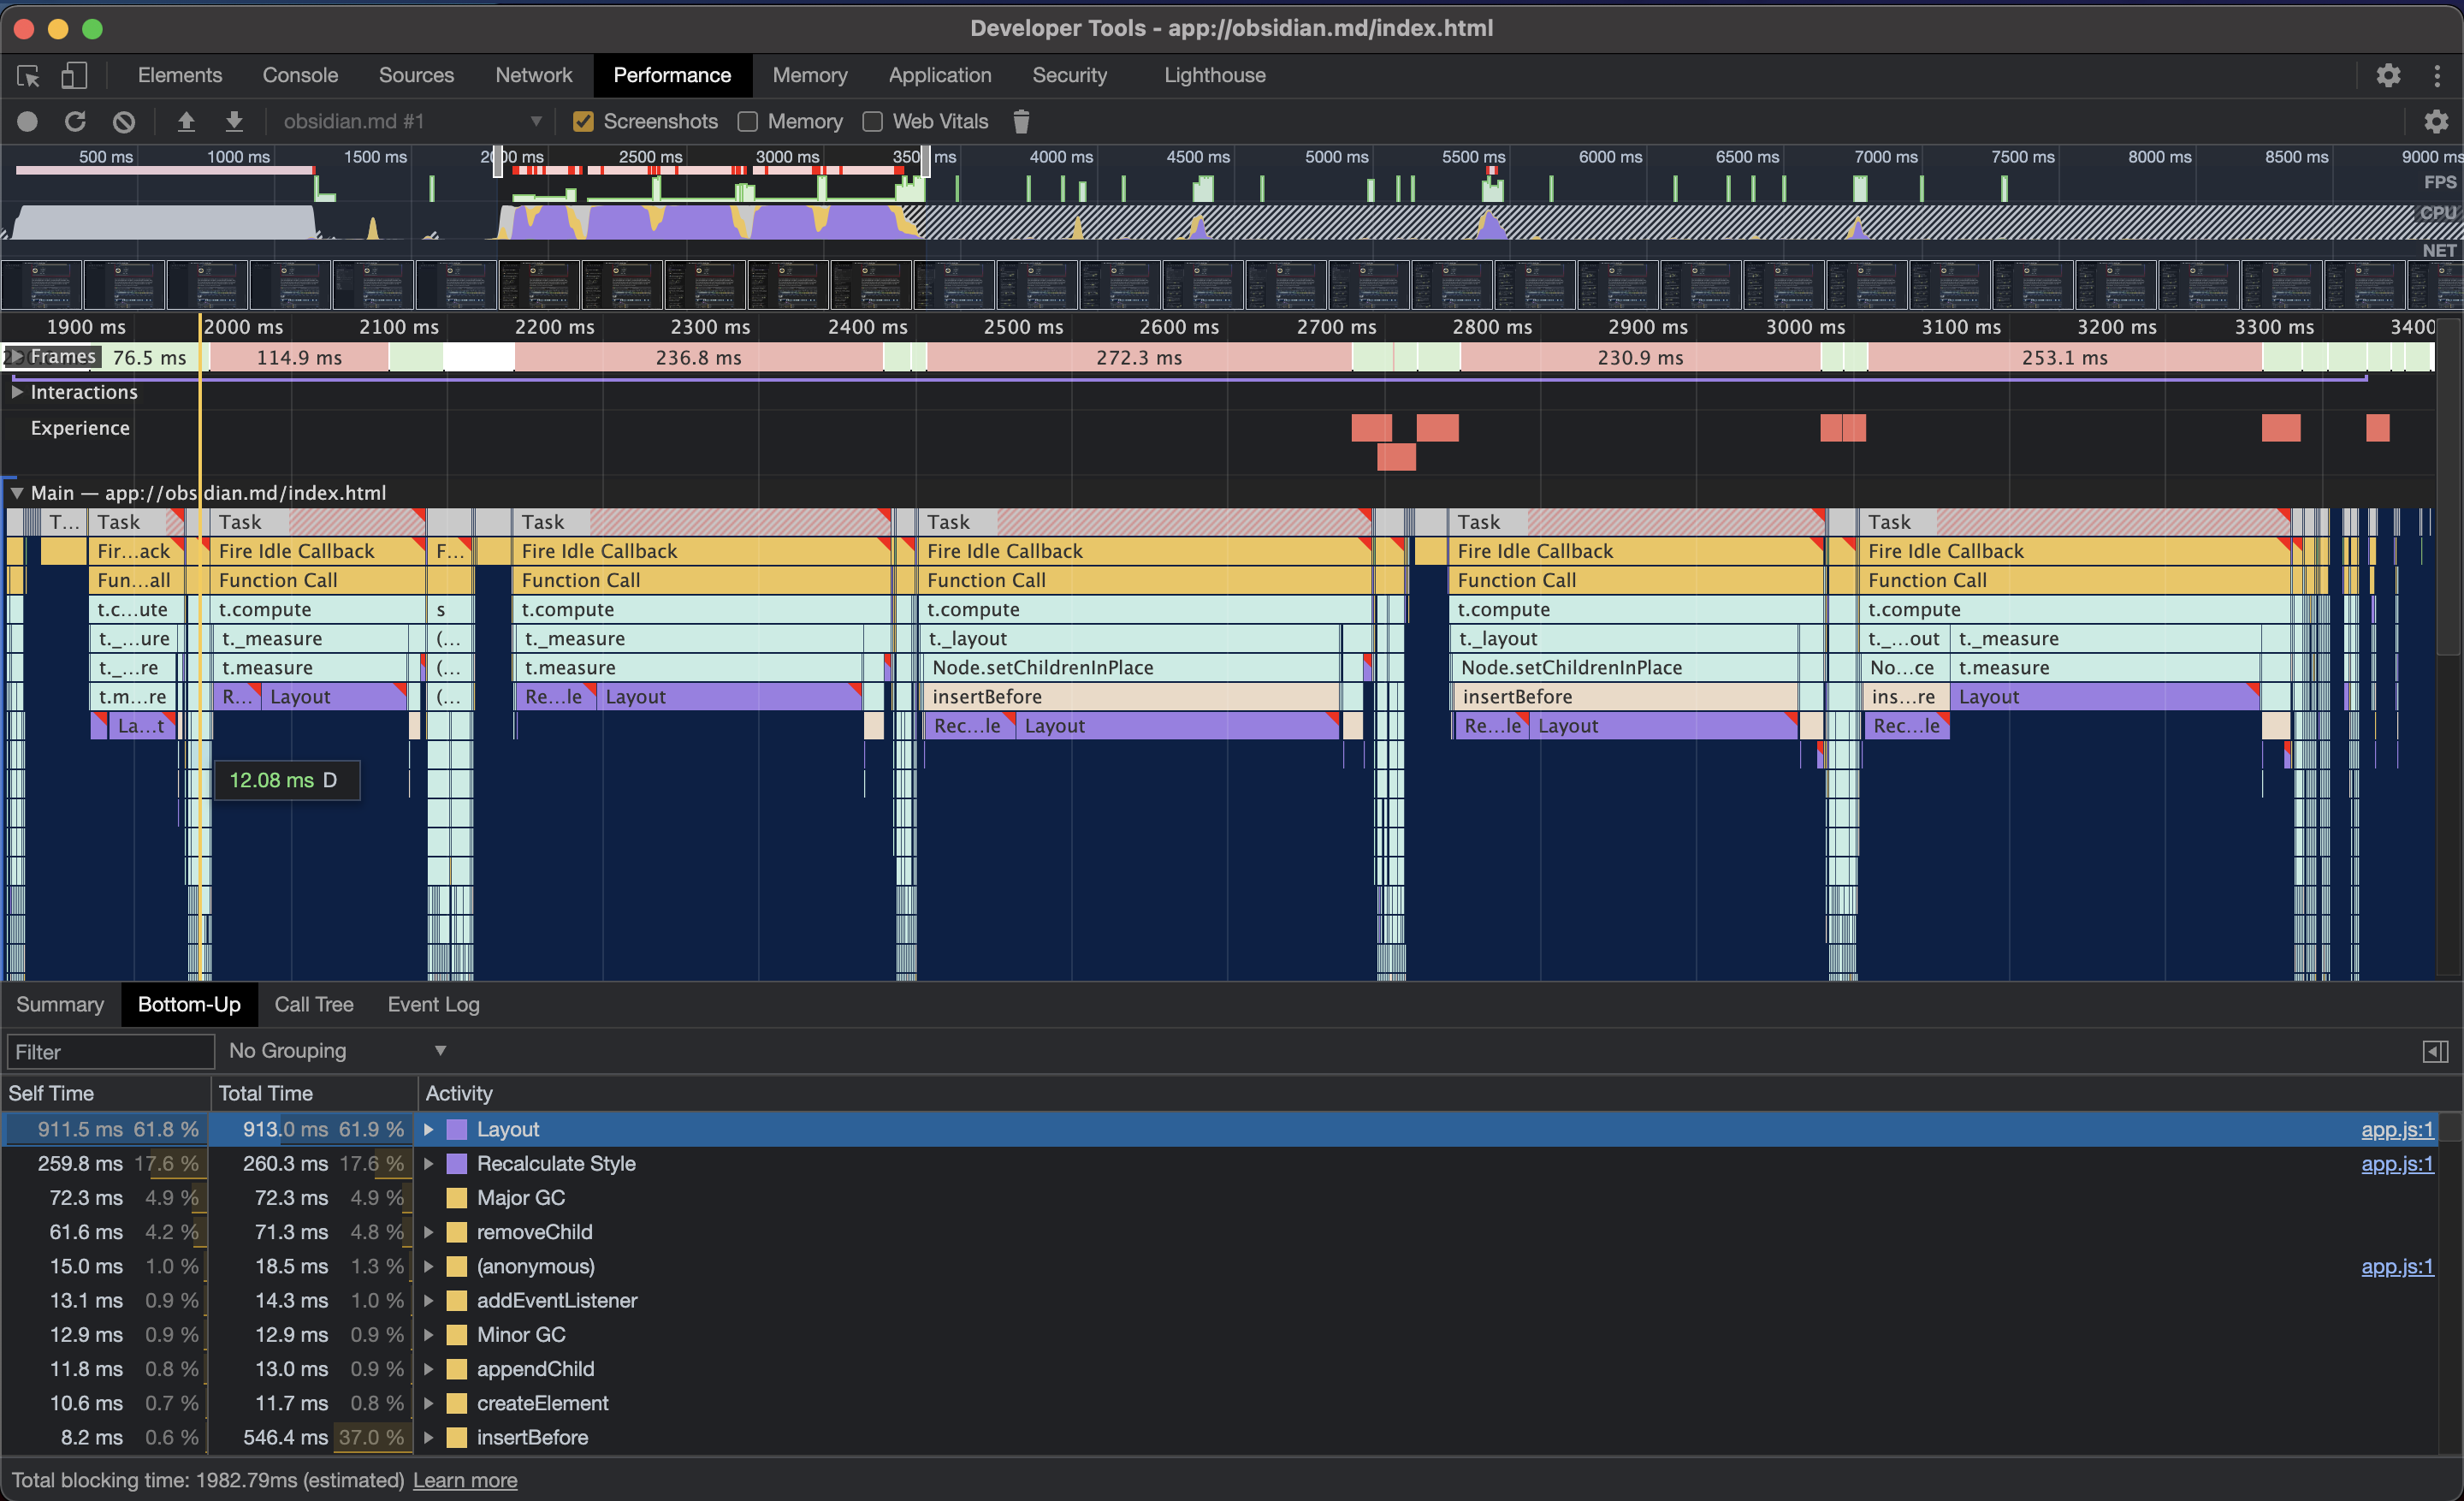 Developer Tools - app://obsidian.md/index.html
Elements Console Sources Network Performance Memory Application Security Lighthouse
obsidian.md #1 Screenshots Memory Web Vitals
500 ms 1000 ms 1500 ms 2000 ms 2500 ms 3000 ms 3500 ms 4000 ms 4500 ms 5000 ms 5500 ms 6000 ms 6500 ms 7000 ms 7500 ms 8000 ms 8500 ms 9000 ms
FPS
CPU
NET
1900 ms 2000 ms 2100 ms 2200 ms 2300 ms 2400 ms 2500 ms 2600 ms 2700 ms 2800 ms 2900 ms 3000 ms 3100 ms 3200 ms 3300 ms 3400
Frames 76.5 ms 114.9 ms 236.8 ms 272.3 ms 230.9 ms 253.1 ms
Interactions
Experience
Main — app://obsidian.md/index.html
T... Task Task Task Task Task Task
Fir...ack Fire Idle Callback F... Fire Idle Callback Fire Idle Callback Fire Idle Callback Fire Idle Callback
Fun...all Function Call Function Call Function Call Function Call Function Call
t.c...ute t.compute s t.compute t.compute t.compute t.compute
t._...ure t._measure (... t._measure t._layout t._layout t._...out t._measure
t._...re t.measure (... t.measure Node.setChildrenInPlace Node.setChildrenInPlace No...ce t.measure
t.m...re R... Layout (... Re...le Layout insertBefore insertBefore ins...re Layout
La...t Rec...le Layout Re...le Layout Rec...le
12.08 ms D
Summary Bottom-Up Call Tree Event Log
Filter No Grouping
Self Time Total Time Activity
911.5 ms 61.8 % 913.0 ms 61.9 % Layout app.js:1
259.8 ms 17.6 % 260.3 ms 17.6 % Recalculate Style app.js:1
72.3 ms 4.9 % 72.3 ms 4.9 % Major GC
61.6 ms 4.2 % 71.3 ms 4.8 % removeChild
15.0 ms 1.0 % 18.5 ms 1.3 % (anonymous) app.js:1
13.1 ms 0.9 % 14.3 ms 1.0 % addEventListener
12.9 ms 0.9 % 12.9 ms 0.9 % Minor GC
11.8 ms 0.8 % 13.0 ms 0.9 % appendChild
10.6 ms 0.7 % 11.7 ms 0.8 % createElement
8.2 ms 0.6 % 546.4 ms 37.0 % insertBefore
Total blocking time: 1982.79ms (estimated) Learn more